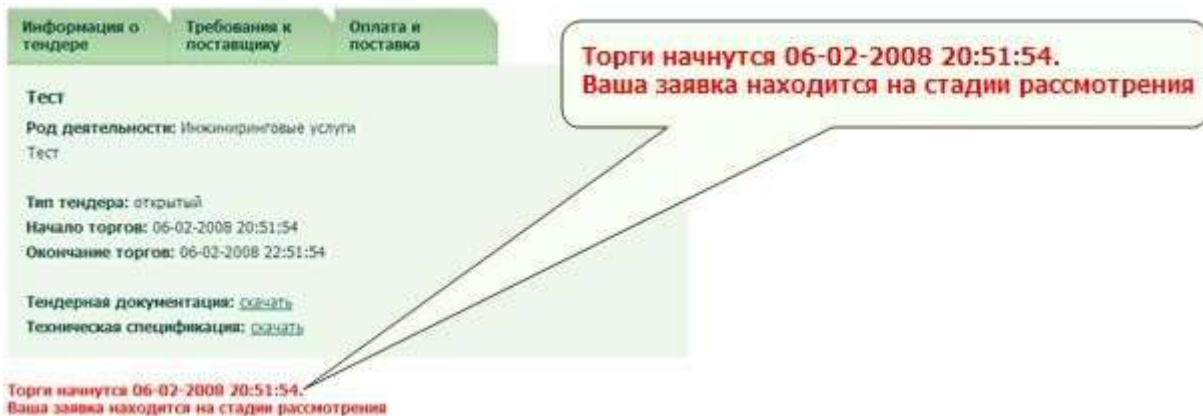 Информация о тендере
Требования к поставщику
Оплата и поставка
Торги начнутся 06-02-2008 20:51:54.
Ваша заявка находится на стадии рассмотрения
Тест
Род деятельности: Инжиниринговые услуги
Тест
Тип тендера: открытый
Начало торгов: 06-02-2008 20:51:54
Окончание торгов: 06-02-2008 22:51:54
Тендерная документация: скачать
Техническая спецификация: скачать
Торги начнутся 06-02-2008 20:51:54.
Ваша заявка находится на стадии рассмотрения